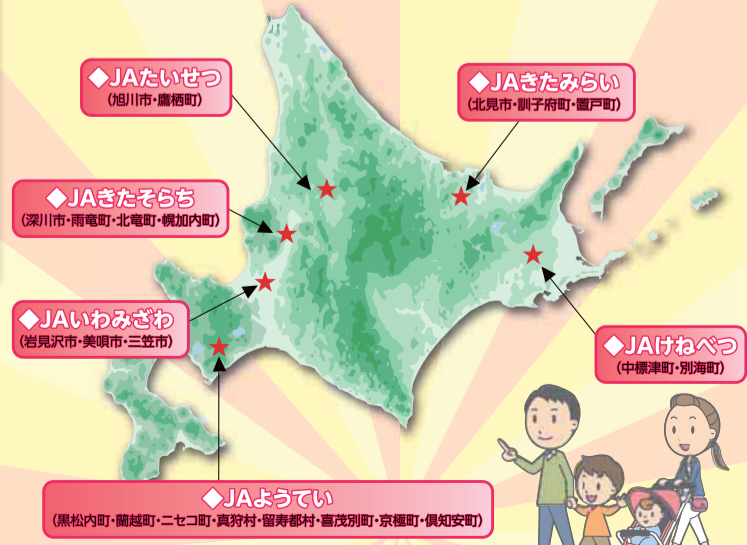 ◆JAたいせつ
(旭川市・鷹栖町)
◆JAきたみらい
(北見市・訓子府町・置戸町)
◆JAきたそらち
(深川市・雨竜町・北竜町・幌加内町)
◆JAいわみざわ
(岩見沢市・美唄市・三笠市)
◆JAけねべつ
(中標津町・別海町)
◆JAようてい
(黒松内町・蘭越町・ニセコ町・真狩村・留寿都村・喜茂別町・京極町・倶知安町)